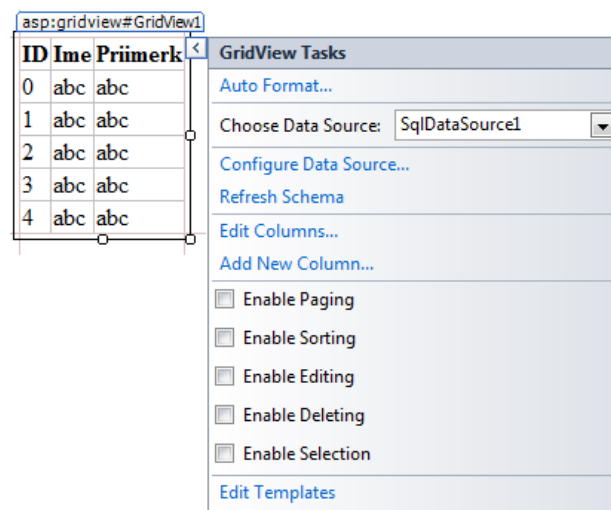 asp:gridview#GridView1
ID Ime Priimerk
0 abc abc
1 abc abc
2 abc abc
3 abc abc
4 abc abc
GridView Tasks
Auto Format...
Choose Data Source: SqlDataSource1
Configure Data Source...
Refresh Schema
Edit Columns...
Add New Column...
Enable Paging
Enable Sorting
Enable Editing
Enable Deleting
Enable Selection
Edit Templates